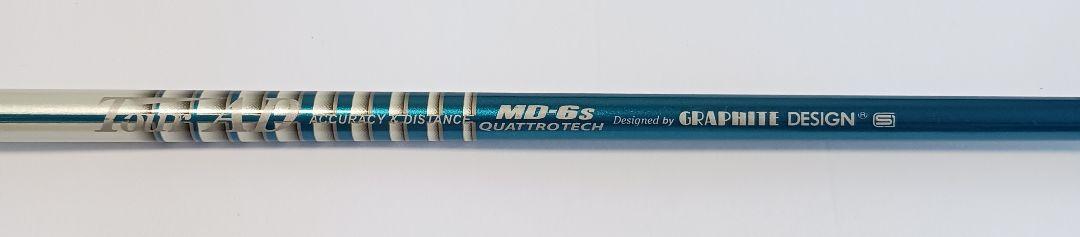 Tour AD ACCURACY & DISTANCE MD-6s
QUATTROTECH Designed by GRAPHITE DESIGN®